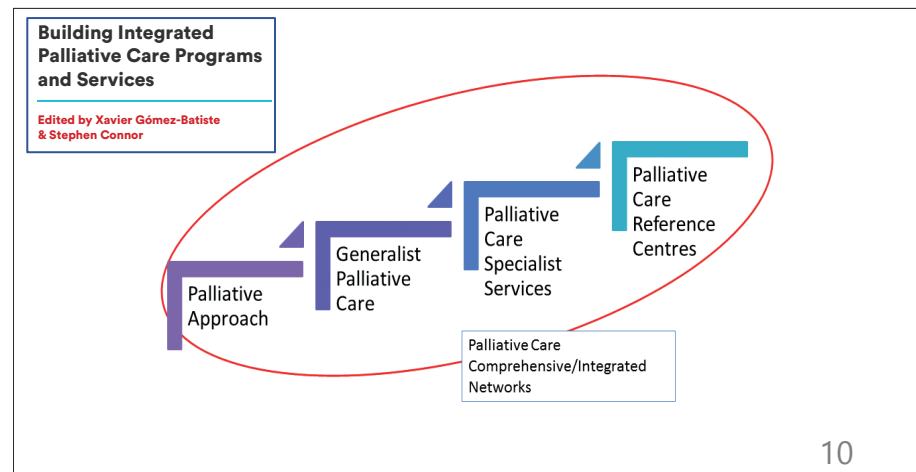 Building Integrated
Palliative Care Programs
and Services
Edited by Xavier Gómez-Batiste
& Stephen Connor
Palliative
Approach
Generalist
Palliative
Care
Palliative
Care
Specialist
Services
Palliative
Care
Reference
Centres
Palliative Care
Comprehensive/Integrated
Networks
10